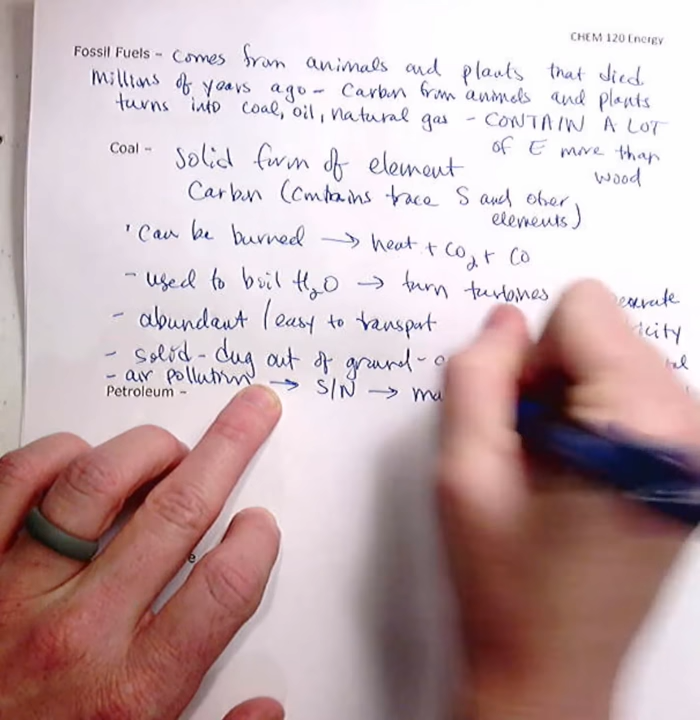 CHEM 120 Energy
Fossil Fuels - comes from animals and plants that died
Millions of years ago - Carbon from animals and plants
turns into coal, oil, natural gas - CONTAIN A LOT
of E more than
wood
Coal - solid form of element
Carbon (contains trace S and other
elements)
' Can be burned → heat + CO2 + CO
- used to boil H2O → turn turbines
- abundant / easy to transport
- solid - dug out of ground -
- air pollution → S/N →
Petroleum -